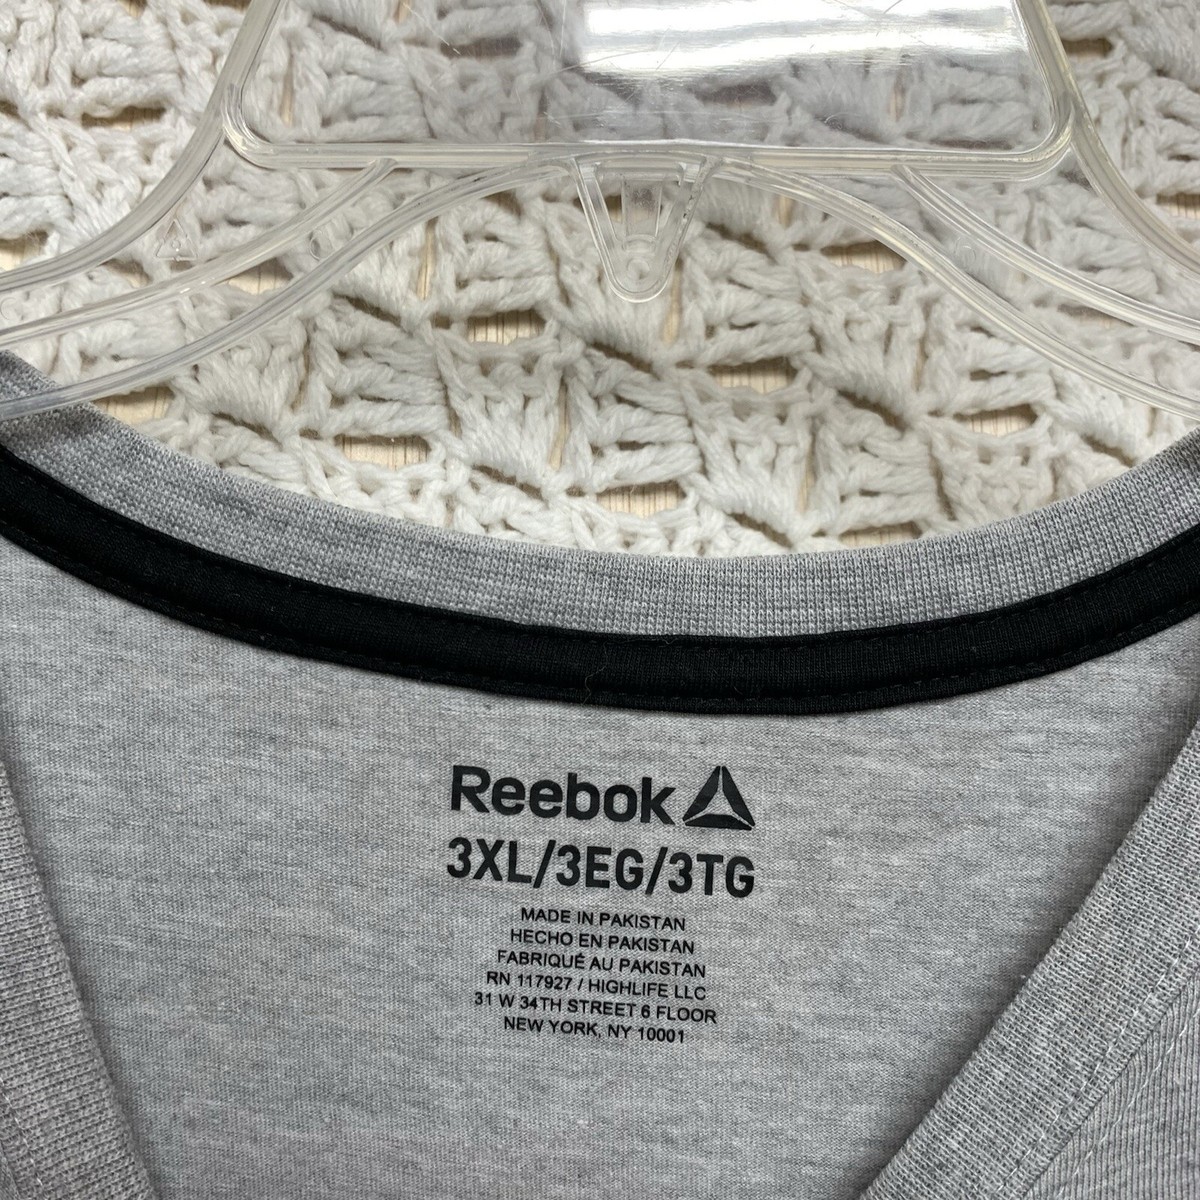 Reebok
3XL/3EG/3TG
MADE IN PAKISTAN
HECHO EN PAKISTAN
FABRIQUÉ AU PAKISTAN
RN 117927 / HIGHLIFE LLC
31 W 34TH STREET 6 FLOOR
NEW YORK, NY 10001